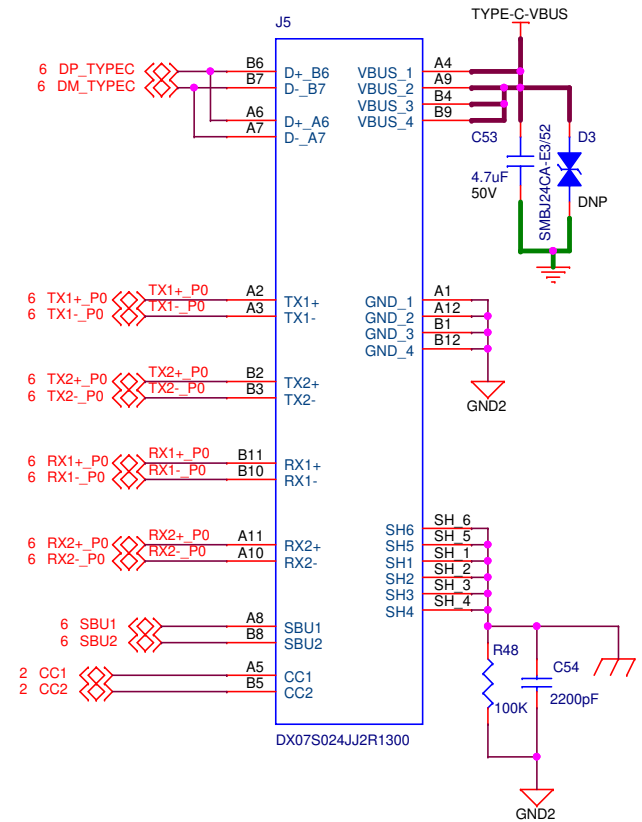 TYPE-C-VBUS
J5
6 DP_TYPEC B6 D+_B6 VBUS_1 A4
6 DM_TYPEC B7 D-_B7 VBUS_2 A9
VBUS_3 B4
A6 D+_A6 VBUS_4 B9
A7 D-_A7
C53
4.7uF
50V
SMBJ24CA-E3/52
D3
DNP
6 TX1+_P0 TX1+_P0 A2 TX1+ GND_1 A1
6 TX1-_P0 TX1-_P0 A3 TX1- GND_2 A12
GND_3 B1
GND_4 B12
6 TX2+_P0 TX2+_P0 B2 TX2+
6 TX2-_P0 TX2-_P0 B3 TX2-
GND2
6 RX1+_P0 RX1+_P0 B11 RX1+
6 RX1-_P0 RX1-_P0 B10 RX1-
6 RX2+_P0 RX2+_P0 A11 RX2+
6 RX2-_P0 RX2-_P0 A10 RX2-
SH6 SH_6
SH5 SH_5
SH1 SH_1
SH2 SH_2
SH3 SH_3
SH4 SH_4
6 SBU1 A8 SBU1
6 SBU2 B8 SBU2
2 CC1 A5 CC1
2 CC2 B5 CC2
R48
100K
C54
2200pF
DX07S024JJ2R1300
GND2